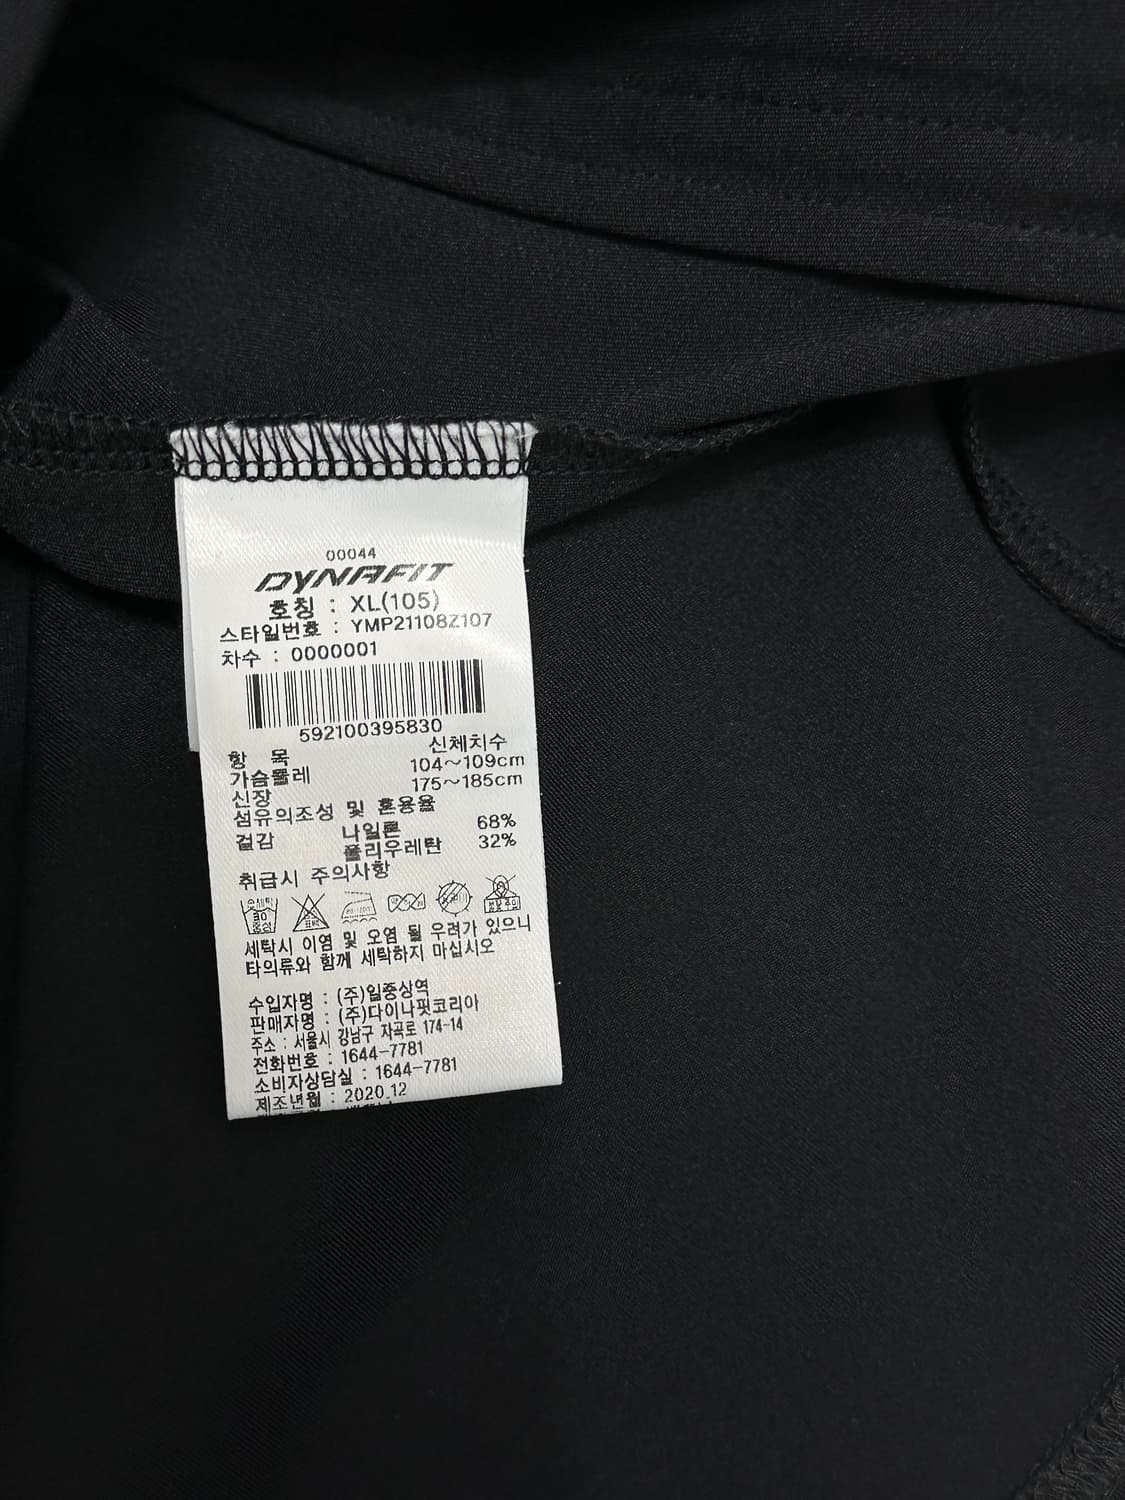 00044
DYNAFIT
호칭 : XL(105)
스타일번호 : YMP21108Z107
차수 : 0000001
592100395830
항 목 신체치수
가슴둘레 104~109cm
신장 175~185cm
섬유의조성 및 혼용율
겉감 나일론 68%
폴리우레탄 32%
취급시 주의사항
30
중성
세탁시 이염 및 오염 될 우려가 있으니
타의류와 함께 세탁하지 마십시오
수입자명 : (주)일중상역
판매자명 : (주)다이나핏코리아
주소 : 서울시 강남구 자곡로 174-14
전화번호 : 1644-7781
소비자상담실 : 1644-7781
제조년월 : 2020.12